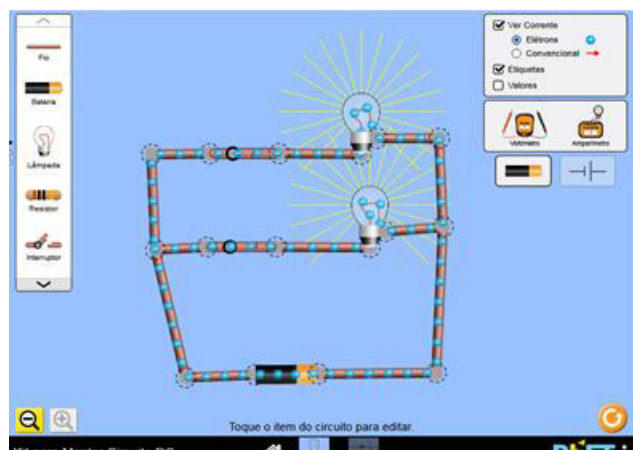 Fio
Bateria
Lâmpada
Resistor
Interruptor
Ver Corrente
Elétrons
Convencional
Etiquetas
Valores
Voltímetro
Amperímetro
Toque o item do circuito para editar.